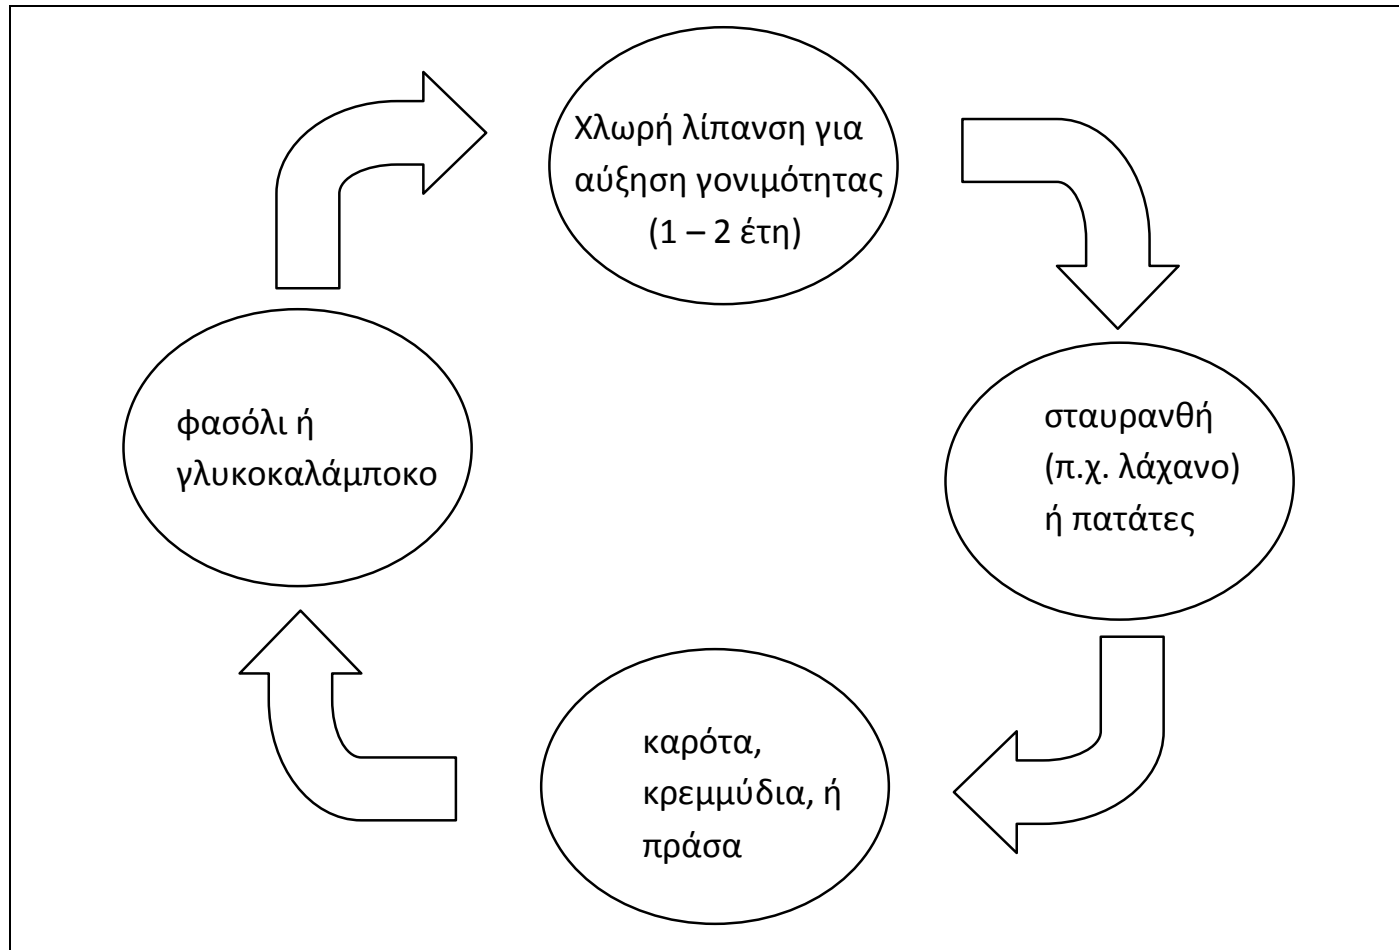 Χλωρή λίπανση για
αύξηση γονιμότητας
(1 – 2 έτη)
σταυρανθή
(π.χ. λάχανο)
ή πατάτες
καρότα,
κρεμμύδια, ή
πράσα
φασόλι ή
γλυκοκαλάμποκο